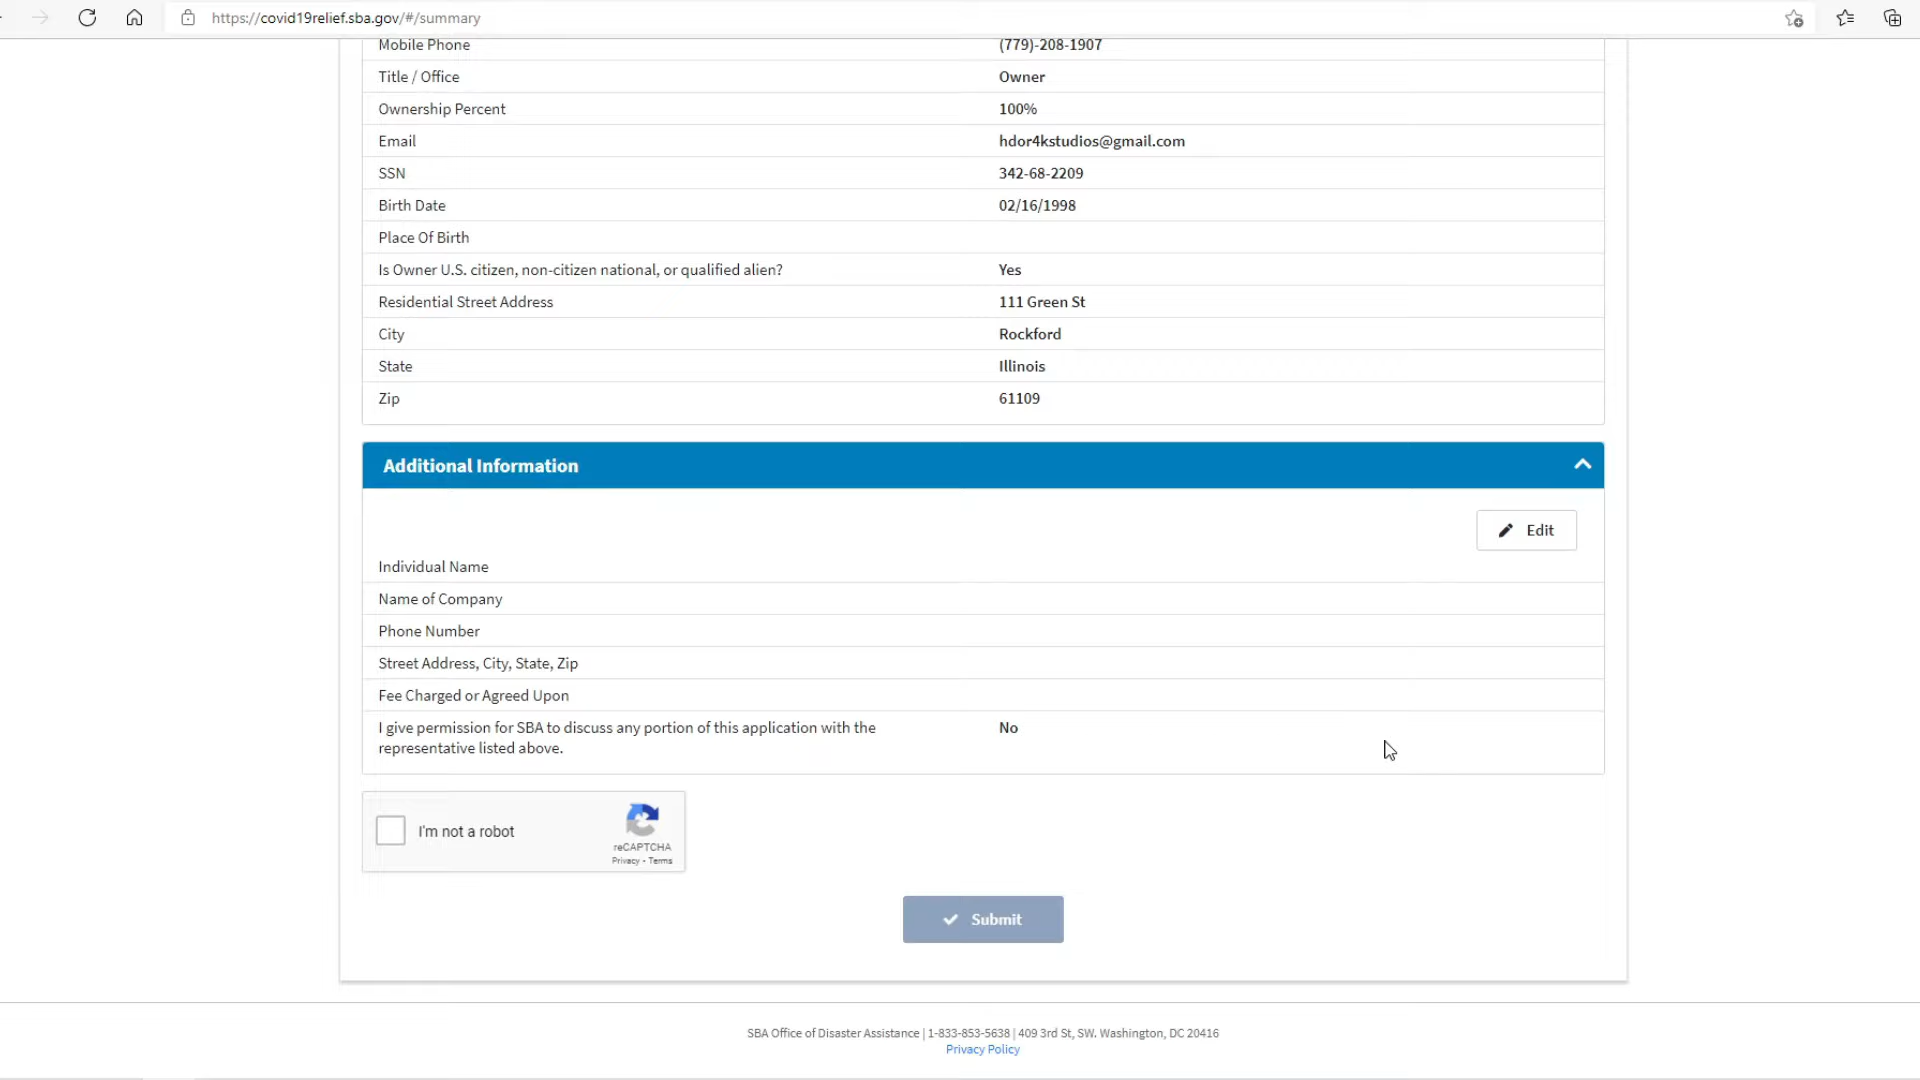 https://covid19relief.sba.gov/#/summary
Mobile Phone (779)-208-1907
Title / Office Owner
Ownership Percent 100%
Email hdor4kstudios@gmail.com
SSN 342-68-2209
Birth Date 02/16/1998
Place Of Birth
Is Owner U.S. citizen, non-citizen national, or qualified alien? Yes
Residential Street Address 111 Green St
City Rockford
State Illinois
Zip 61109
Additional Information
Edit
Individual Name
Name of Company
Phone Number
Street Address, City, State, Zip
Fee Charged or Agreed Upon
I give permission for SBA to discuss any portion of this application with the No
representative listed above.
I'm not a robot
reCAPTCHA
Privacy - Terms
Submit
SBA Office of Disaster Assistance | 1-833-853-5638 | 409 3rd St, SW. Washington, DC 20416
Privacy Policy